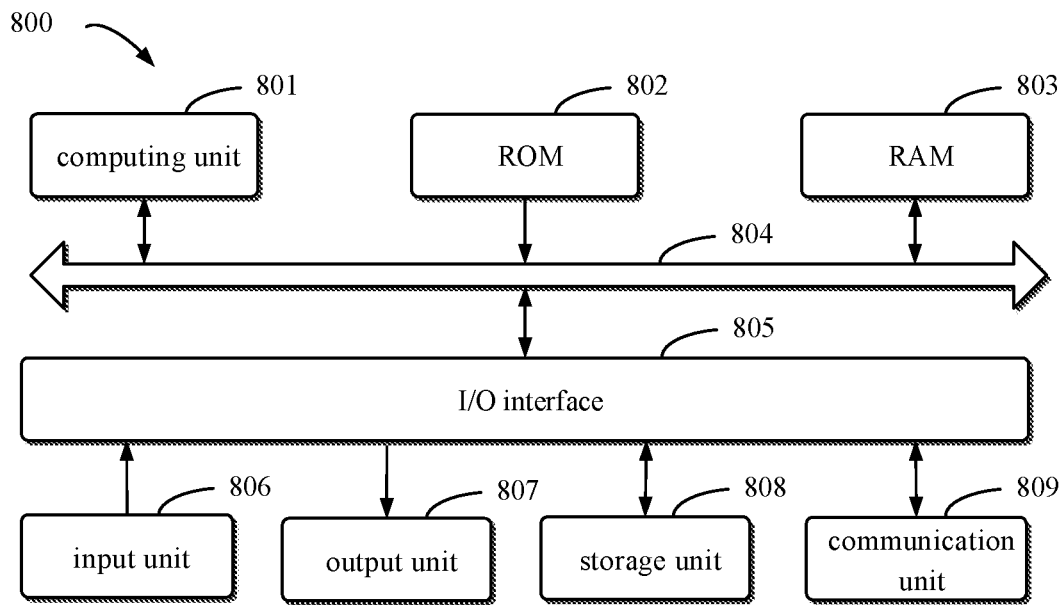 800
801
802
803
computing unit
ROM
RAM
804
805
I/O interface
806
807
808
809
input unit
output unit
storage unit
communication
unit